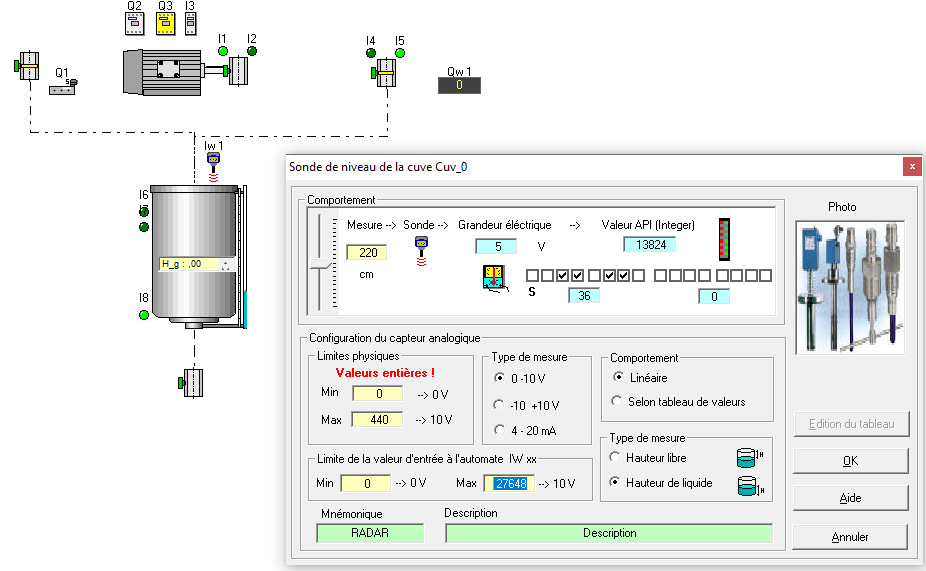 Q2 Q3 I3
I1 I2
I4 I5
Q1
S
Qw 1
0
Iw 1
I6
I7
H_g : ,00
I8
Sonde de niveau de la cuve Cuv_0
x
Comportement
Mesure --> Sonde --> Grandeur éléctrique --> Valeur API (Integer)
220 5 V 13824
cm
S 36 0
Photo
Configuration du capteur analogique
Limites physiques
Valeurs entières !
Min 0 --> 0 V
Max 440 --> 10 V
Type de mesure
0 -10 V
-10 +10 V
4 - 20 mA
Comportement
Linéaire
Selon tableau de valeurs
Type de mesure
Hauteur libre H
Hauteur de liquide H
Limite de la valeur d'entrée à l'automate IW xx
Min 0 --> 0 V Max 27648 --> 10 V
Mnémonique Description
RADAR Description
Edition du tableau
OK
Aide
Annuler